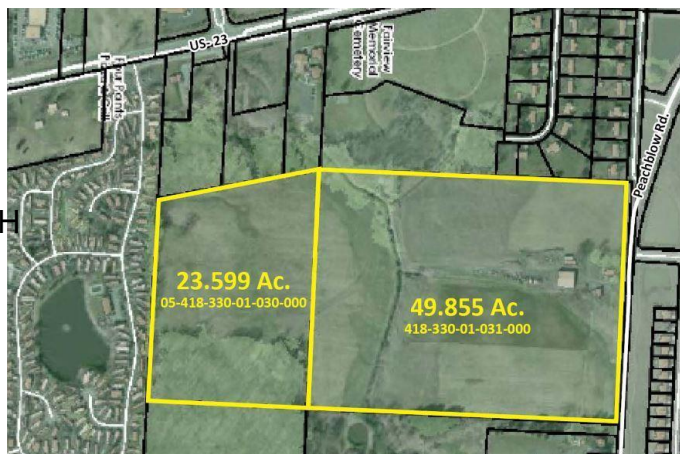 US- 23
Fairview
Memorial
Cemetery
Peachblow Rd.
H
23.599 Ac.
05-418-330-01-030-000
49.855 Ac.
418-330-01-031-000